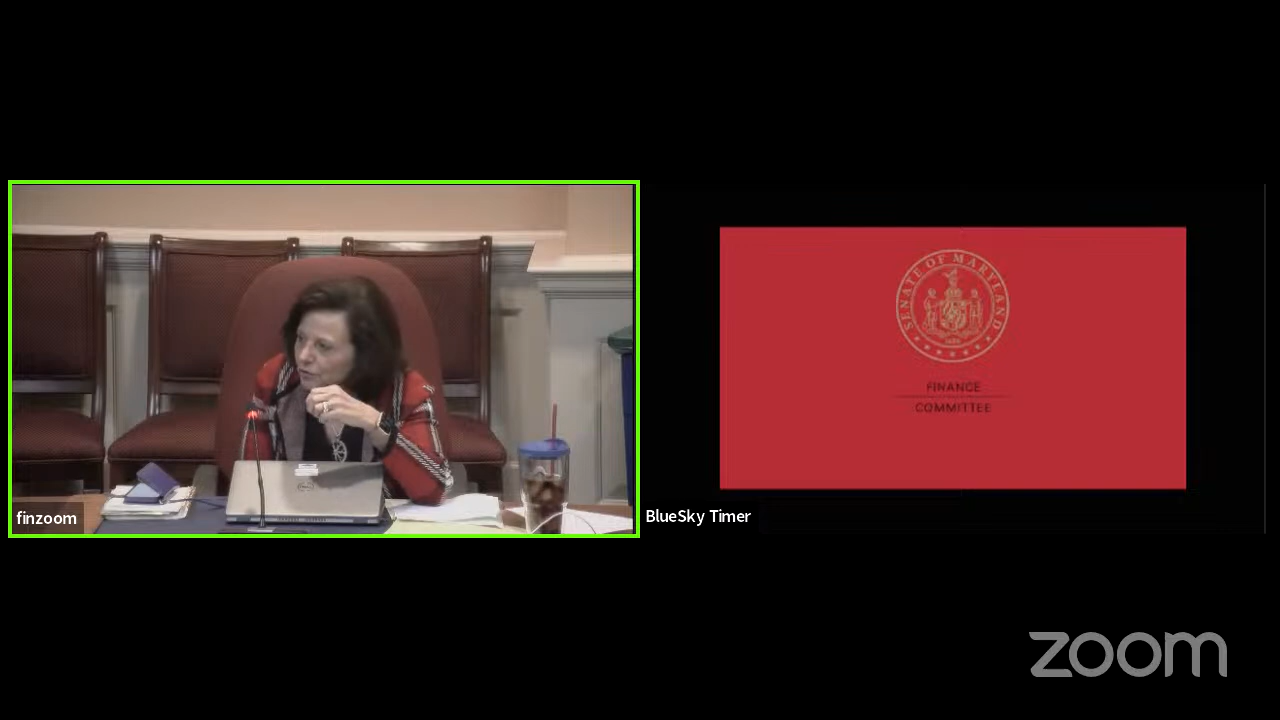 finzoom
SENATE OF MARYLAND
FINANCE
COMMITTEE
BlueSky Timer
zoom